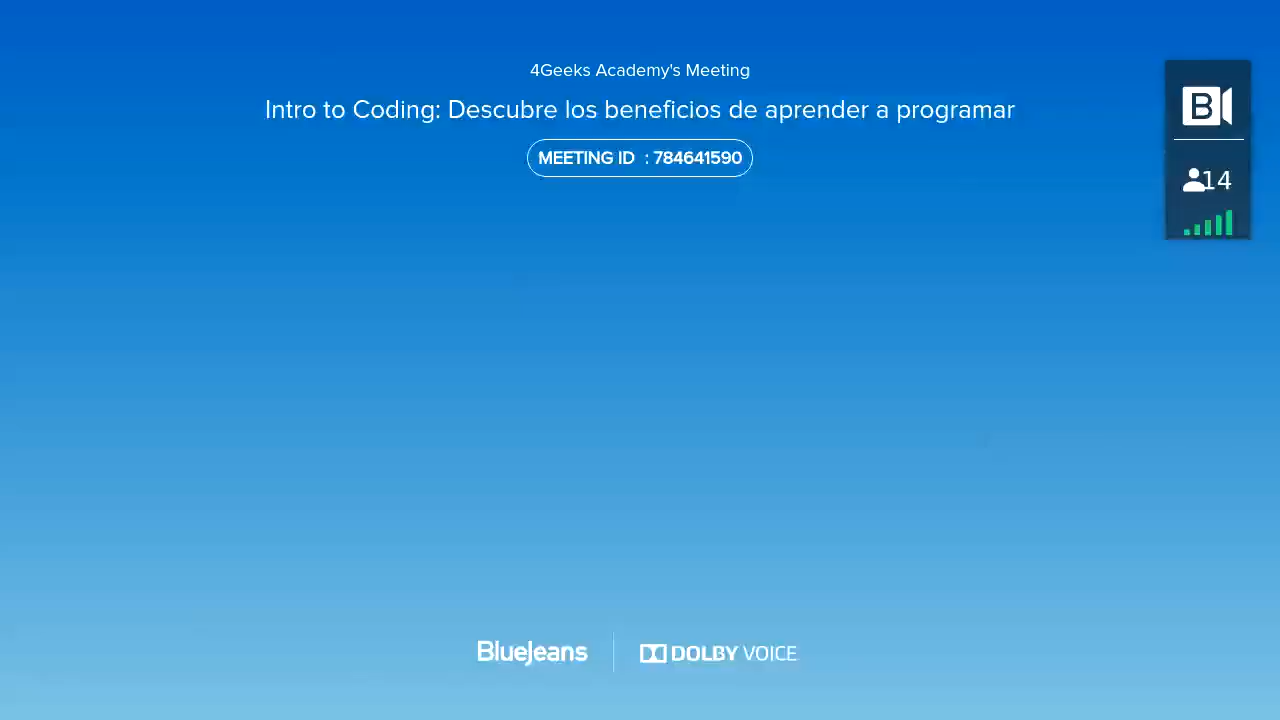 4Geeks Academy's Meeting
Intro to Coding: Descubre los beneficios de aprender a programar
MEETING ID : 784641590
B
14
BlueJeans
DOLBY VOICE